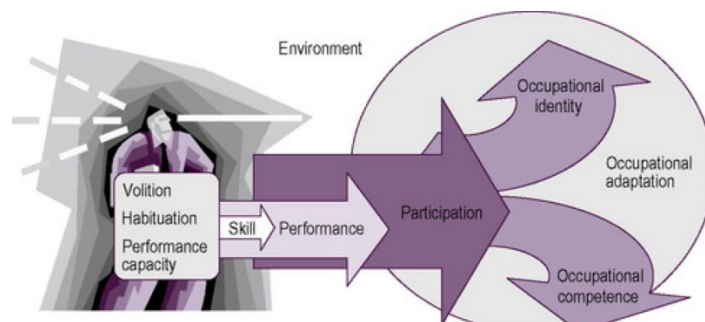 Environment
Occupational
identity
Occupational
adaptation
Volition
Habituation
Performance
capacity
Skill
Performance
Participation
Occupational
competence